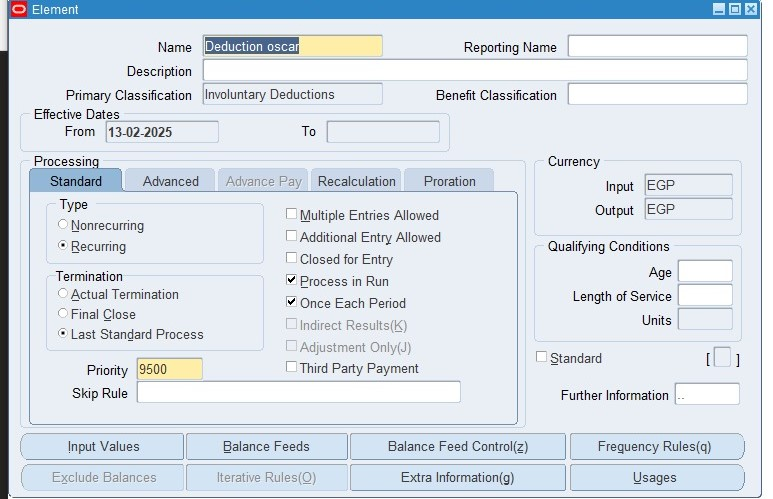 Element
Name Deduction oscar Reporting Name
Description
Primary Classification Involuntary Deductions Benefit Classification
Effective Dates
From 13-02-2025 To
Processing
Standard Advanced Advance Pay Recalculation Proration
Type
Nonrecurring
Recurring
Termination
Actual Termination
Final Close
Last Standard Process
Priority 9500
Skip Rule
Multiple Entries Allowed
Additional Entry Allowed
Closed for Entry
Process in Run
Once Each Period
Indirect Results(K)
Adjustment Only(J)
Third Party Payment
Currency
Input EGP
Output EGP
Qualifying Conditions
Age
Length of Service
Units
Standard [ ]
Further Information ..
Input Values Balance Feeds Balance Feed Control(z) Frequency Rules(q)
Exclude Balances Iterative Rules(O) Extra Information(g) Usages